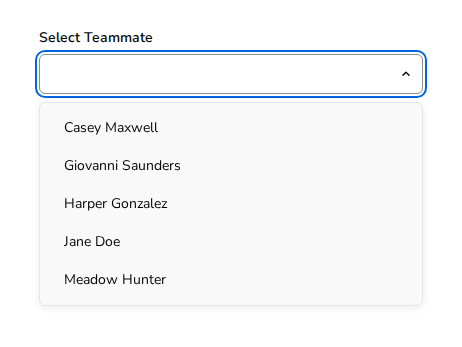 Select Teammate
Casey Maxwell
Giovanni Saunders
Harper Gonzalez
Jane Doe
Meadow Hunter